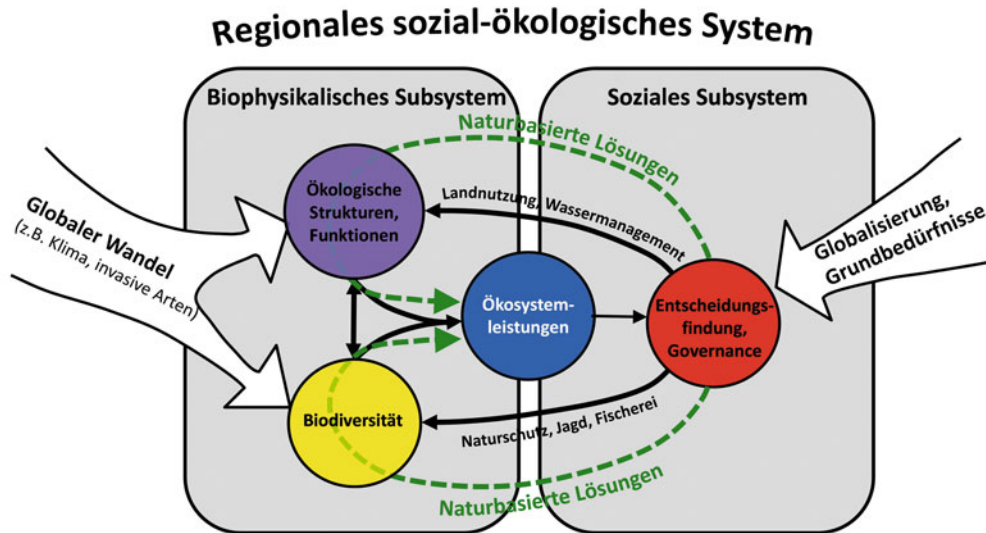 Regionales sozial-ökologisches System
Biophysikalisches Subsystem
Soziales Subsystem
Naturbasierte Lösungen
Ökologische
Strukturen,
Funktionen
Landnutzung, Wassermanagement
Globaler Wandel
(z.B. Klima, invasive Arten)
Globalisierung,
Grundbedürfnisse
Ökosystem-
leistungen
Entscheidungs-
findung,
Governance
Biodiversität
Naturschutz, Jagd, Fischerei
Naturbasierte Lösungen